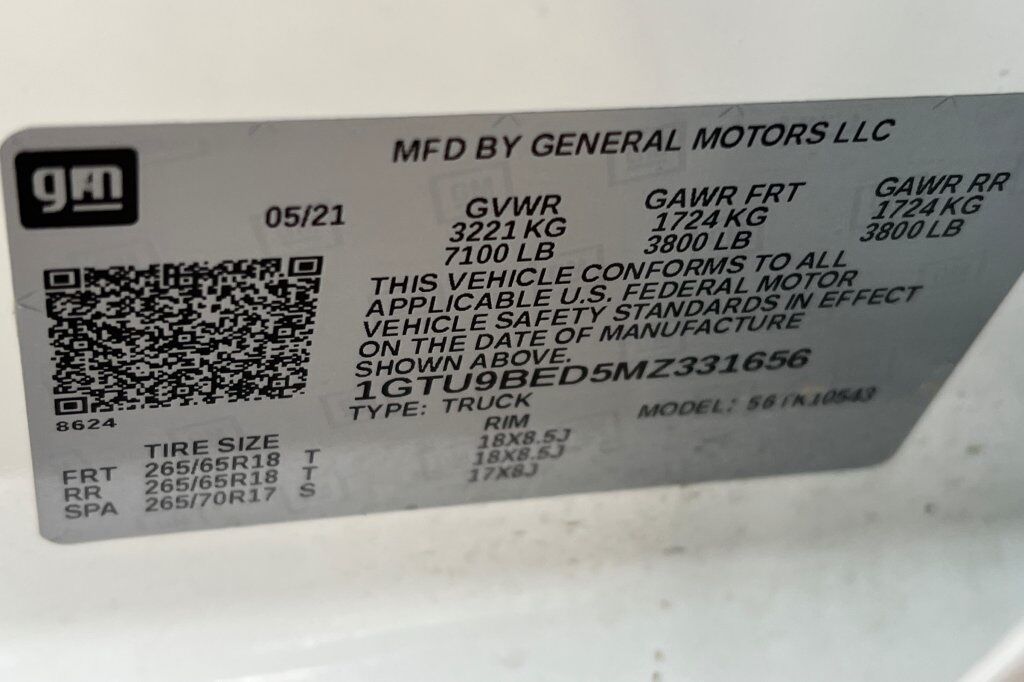 gm
MFD BY GENERAL MOTORS LLC
05/21
GVWR GAWR FRT GAWR RR
3221 KG 1724 KG 1724 KG
7100 LB 3800 LB 3800 LB
THIS VEHICLE CONFORMS TO ALL
APPLICABLE U.S. FEDERAL MOTOR
VEHICLE SAFETY STANDARDS IN EFFECT
ON THE DATE OF MANUFACTURE
SHOWN ABOVE.
1GTU9BED5MZ331656
8624
TYPE: TRUCK MODEL:
TIRE SIZE RIM
FRT 265/65R18 T 18X8.5J
RR 265/65R18 T 18X8.5J
SPA 265/70R17 S 17X8J